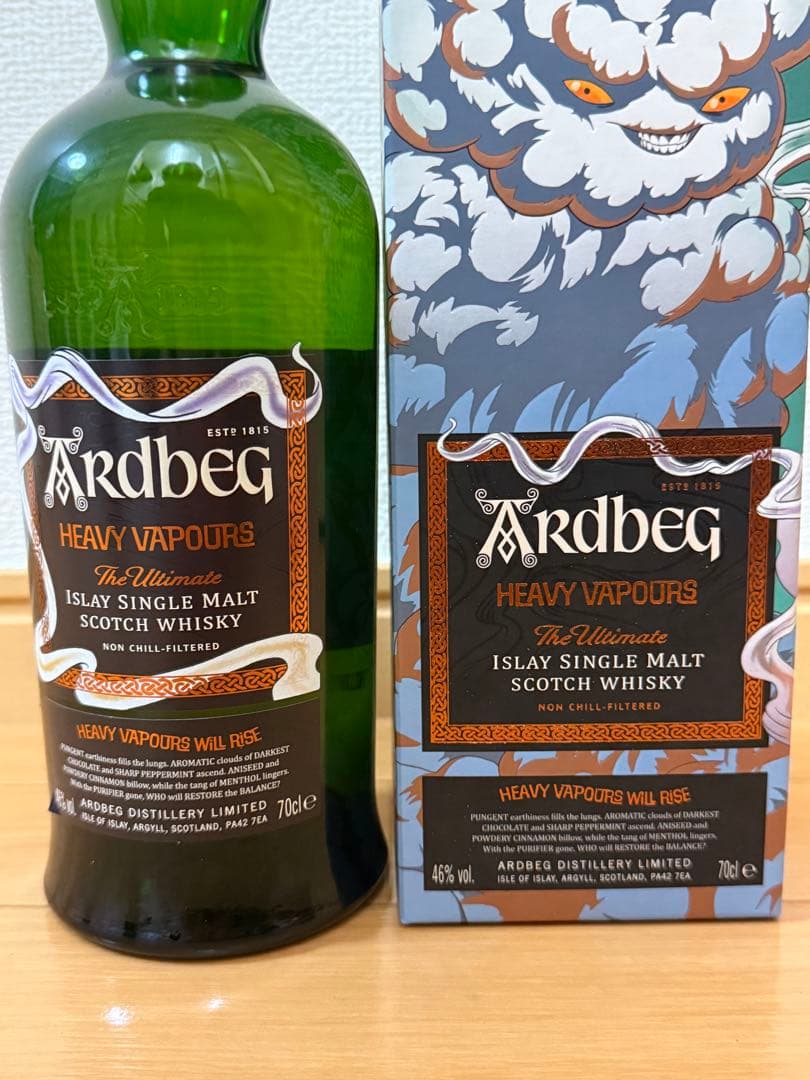 ESTD 1815
ARDBEG
HEAVY VAPOURS
The Ultimate
ISLAY SINGLE MALT
SCOTCH WHISKY
NON CHILL-FILTERED
HEAVY VAPOURS WILL RISE
PUNGENT earthiness fills the lungs. AROMATIC clouds of DARKEST
CHOCOLATE and SHARP PEPPERMINT ascend. ANISEED and
POWDERY CINNAMON billow, while the tang of MENTHOL lingers.
With the PURIFIER gone, WHO will RESTORE the BALANCE?
46% vol. ARDBEG DISTILLERY LIMITED 70cl e
ISLE OF ISLAY, ARGYLL, SCOTLAND, PA42 7EA
ESTD 1815
ARDBEG
HEAVY VAPOURS
The Ultimate
ISLAY SINGLE MALT
SCOTCH WHISKY
NON CHILL-FILTERED
HEAVY VAPOURS WILL RISE
PUNGENT earthiness fills the lungs. AROMATIC clouds of DARKEST
CHOCOLATE and SHARP PEPPERMINT ascend. ANISEED and
POWDERY CINNAMON billow, while the tang of MENTHOL lingers.
With the PURIFIER gone, WHO will RESTORE the BALANCE?
46% vol. ARDBEG DISTILLERY LIMITED 70cl e
ISLE OF ISLAY, ARGYLL, SCOTLAND, PA42 7EA